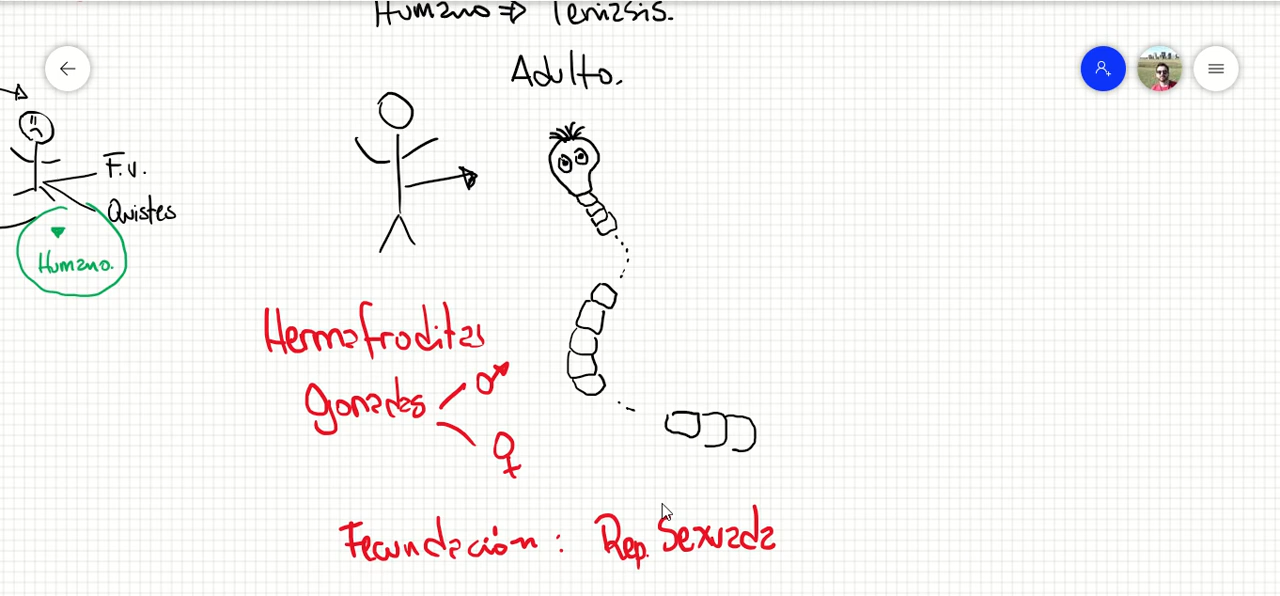 Humano ⇒ Teniasis.
Adulto.
F.v.
Quistes
Humano.
Hermafroditas
gonadas
♂
♀
Fecundación : Rep. Sexuada